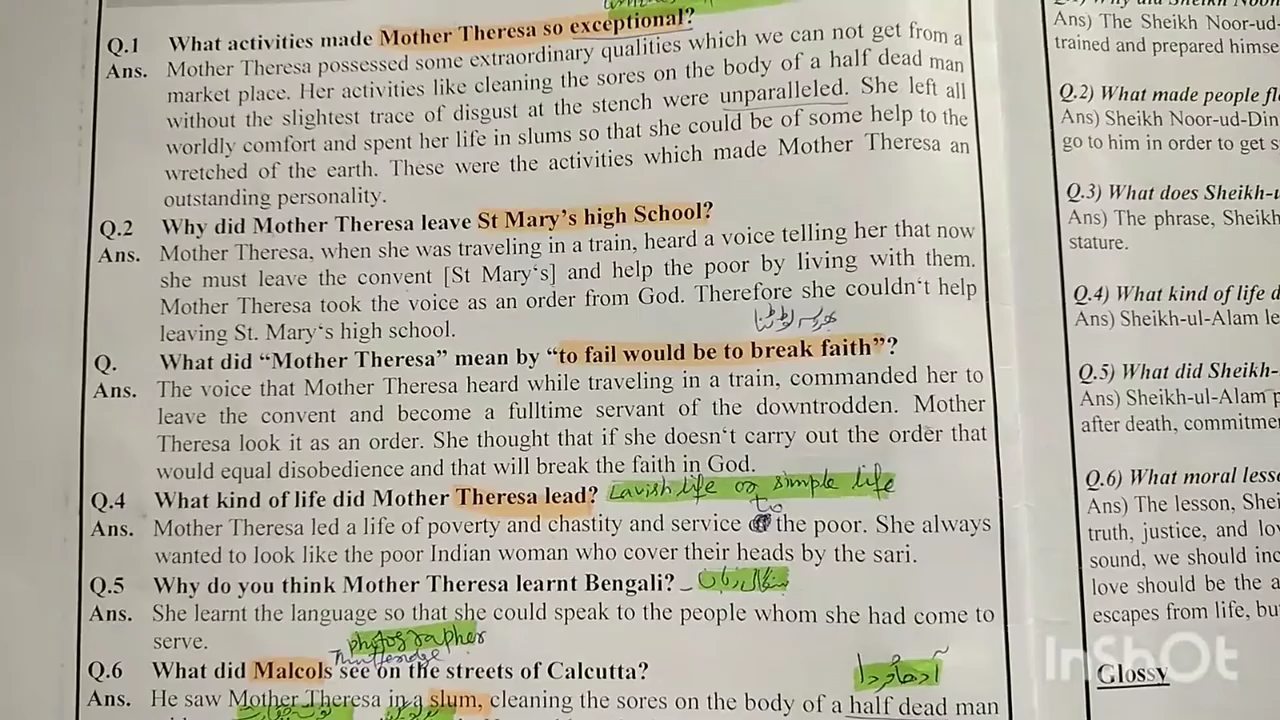 Q.1 What activities made Mother Theresa so exceptional?
Ans. Mother Theresa possessed some extraordinary qualities which we can not get from a
market place. Her activities like cleaning the sores on the body of a half dead man
without the slightest trace of disgust at the stench were unparalleled. She left all
worldly comfort and spent her life in slums so that she could be of some help to the
wretched of the earth. These were the activities which made Mother Theresa an
outstanding personality.
Q.2 Why did Mother Theresa leave St Mary's high School?
Ans. Mother Theresa, when she was traveling in a train, heard a voice telling her that now
she must leave the convent [St Mary‘s] and help the poor by living with them.
Mother Theresa took the voice as an order from God. Therefore she couldn‘t help
leaving St. Mary‘s high school.
Q. What did “Mother Theresa” mean by “to fail would be to break faith”?
Ans. The voice that Mother Theresa heard while traveling in a train, commanded her to
leave the convent and become a fulltime servant of the downtrodden. Mother
Theresa look it as an order. She thought that if she doesn‘t carry out the order that
would equal disobedience and that will break the faith in God.
Q.4 What kind of life did Mother Theresa lead? Lavish life or simple life
to
Ans. Mother Theresa led a life of poverty and chastity and service the poor. She always
wanted to look like the poor Indian woman who cover their heads by the sari.
Q.5 Why do you think Mother Theresa learnt Bengali? بنگالی زبان
Ans. She learnt the language so that she could speak to the people whom she had come to
serve.
photographer
Q.6 What did Malcols see on the streets of Calcutta?
Ans. He saw Mother Theresa in a slum, cleaning the sores on the body of a half dead man
Ans) The Sheikh Noor-ud-
trained and prepared himse
Q.2) What made people fl
Ans) Sheikh Noor-ud-Din
go to him in order to get s
Q.3) What does Sheikh-u
Ans) The phrase, Sheikh
stature.
Q.4) What kind of life d
Ans) Sheikh-ul-Alam le
Q.5) What did Sheikh-
Ans) Sheikh-ul-Alam p
after death, commitme
Q.6) What moral less
Ans) The lesson, Shei
truth, justice, and lo
sound, we should inc
love should be the a
escapes from life, bu
Glossy
InShOt